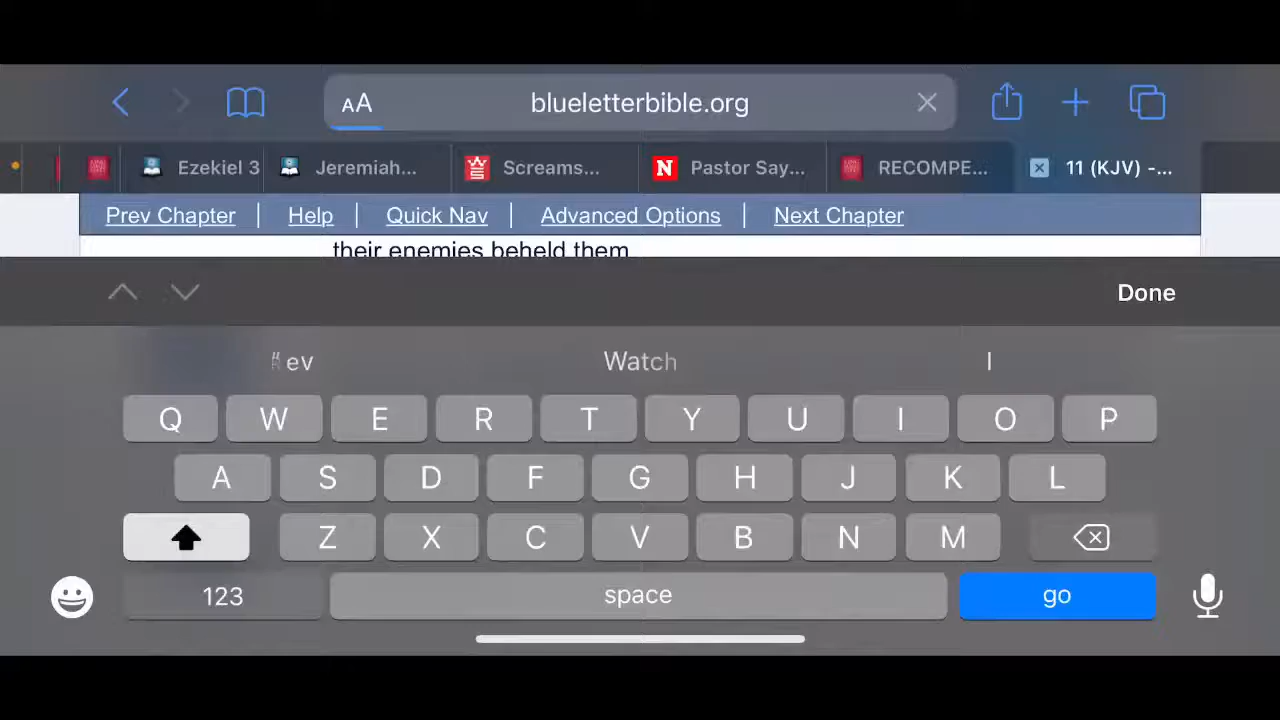 AA blueletterbible.org
Ezekiel 3 Jeremiah... Screams... N Pastor Say... RECOMPE... 11 (KJV) -...
Prev Chapter | Help | Quick Nav | Advanced Options | Next Chapter
their enemies beheld them
Done
Watch I
Q W E R T Y U I O P
A S D F G H J K L
Z X C V B N M
123 space go